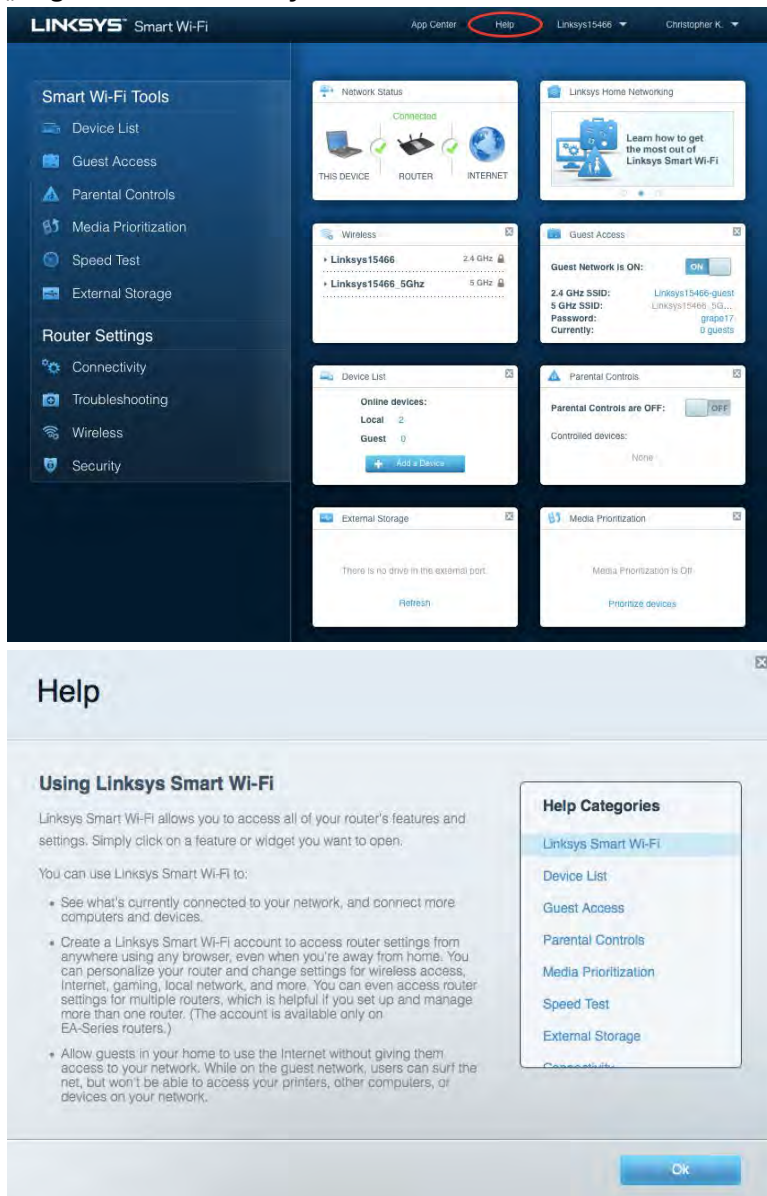 LINKSYS Smart Wi-Fi
App Center
Help
Linksys15466
Christopher K.
Smart Wi-Fi Tools
Device List
Guest Access
Parental Controls
Media Prioritization
Speed Test
External Storage
Router Settings
Connectivity
Troubleshooting
Wireless
Security
Network Status
Connected
THIS DEVICE
ROUTER
INTERNET
Linksys Home Networking
Learn how to get
the most out of
Linksys Smart Wi-Fi
Wireless
Linksys15466 2.4 GHz
Linksys15466_5Ghz 5 GHz
Guest Access
Guest Network is ON: ON
2.4 GHz SSID: Linksys15466-guest
5 GHz SSID: Linksys15466_5G...
Password: grape17
Currently: 0 guests
Device List
Online devices:
Local 2
Guest 0
Add a Device
Parental Controls
Parental Controls are OFF: OFF
Controlled devices:
None
External Storage
There is no drive in the external port.
Refresh
Media Prioritization
Media Prioritization is Off
Prioritize devices
Help
Using Linksys Smart Wi-Fi
Linksys Smart Wi-Fi allows you to access all of your router's features and
settings. Simply click on a feature or widget you want to open.
You can use Linksys Smart Wi-Fi to:
• See what's currently connected to your network, and connect more
computers and devices.
• Create a Linksys Smart Wi-Fi account to access router settings from
anywhere using any browser, even when you're away from home. You
can personalize your router and change settings for wireless access,
Internet, gaming, local network, and more. You can even access router
settings for multiple routers, which is helpful if you set up and manage
more than one router. (The account is available only on
EA-Series routers.)
• Allow guests in your home to use the Internet without giving them
access to your network. While on the guest network, users can surf the
net, but won't be able to access your printers, other computers, or
devices on your network.
Help Categories
Linksys Smart Wi-Fi
Device List
Guest Access
Parental Controls
Media Prioritization
Speed Test
External Storage
Ok